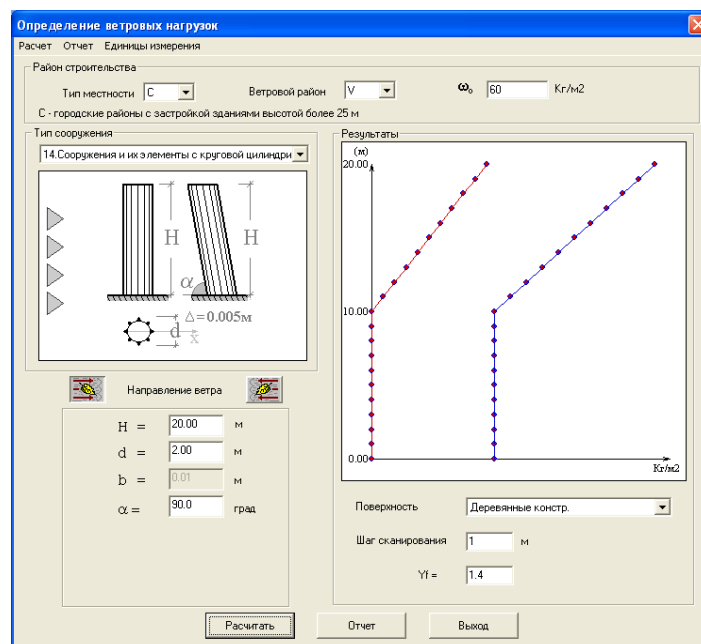 Определение ветровых нагрузок
Расчет Отчет Единицы измерения
Район строительства
Тип местности C Ветровой район V ω₀ 60 Кг/м2
C - городские районы с застройкой зданиями высотой более 25 м
Тип сооружения
14.Сооружения и их элементы с круговой цилиндри
H H
α
d
Δ=0.005м
x
Направление ветра
H = 20.00 м
d = 2.00 м
b = 0.01 м
α = 90.0 град
Результаты
(м)
20.00
10.00
0.00
Кг/м2
Поверхность Деревянные констр.
Шаг сканирования 1 м
Yf = 1.4
Расчитать Отчет Выход